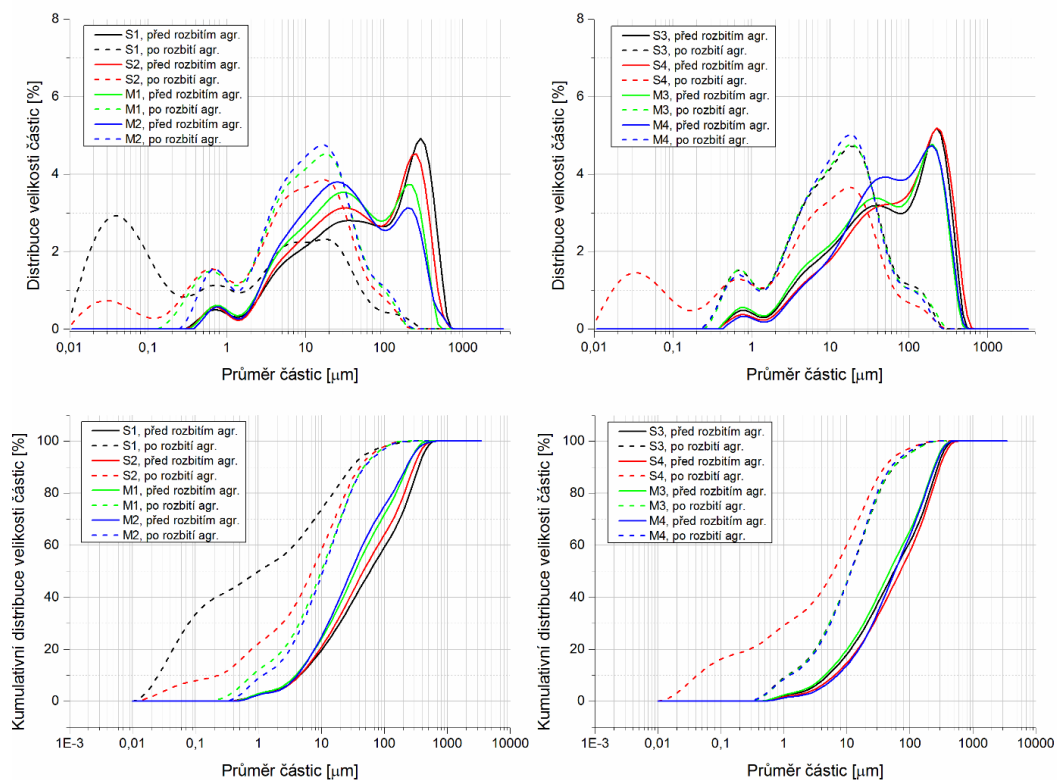 Distribuce velikosti částic [%]
8
6
4
2
0
S1, před rozbitím agr.
S1, po rozbití agr.
S2, před rozbitím agr.
S2, po rozbití agr.
M1, před rozbitím agr.
M1, po rozbití agr.
M2, před rozbitím agr.
M2, po rozbití agr.
0,01 0,1 1 10 100 1000
Průměr částic [µm]
Distribuce velikosti částic [%]
8
6
4
2
0
S3, před rozbitím agr.
S3, po rozbití agr.
S4, před rozbitím agr.
S4, po rozbití agr.
M3, před rozbitím agr.
M3, po rozbití agr.
M4, před rozbitím agr.
M4, po rozbití agr.
0,01 0,1 1 10 100 1000
Průměr částic [µm]
Kumulativní distribuce velikosti částic [%]
100
80
60
40
20
0
S1, před rozbitím agr.
S1, po rozbití agr.
S2, před rozbitím agr.
S2, po rozbití agr.
M1, před rozbitím agr.
M1, po rozbití agr.
M2, před rozbitím agr.
M2, po rozbití agr.
1E-3 0,01 0,1 1 10 100 1000 10000
Průměr částic [µm]
Kumulativní distribuce velikosti částic [%]
100
80
60
40
20
0
S3, před rozbitím agr.
S3, po rozbití agr.
S4, před rozbitím agr.
S4, po rozbití agr.
M3, před rozbitím agr.
M3, po rozbití agr.
M4, před rozbitím agr.
M4, po rozbití agr.
1E-3 0,01 0,1 1 10 100 1000 10000
Průměr částic [µm]